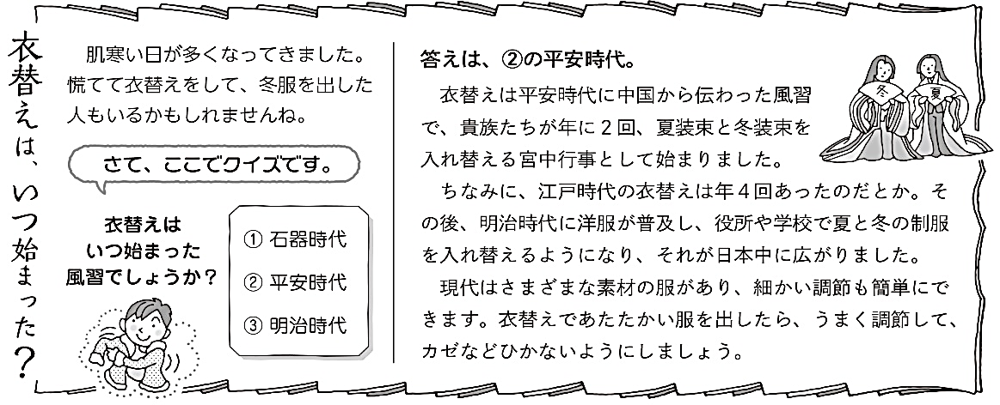 衣替えは、いつ始まった?
肌寒い日が多くなってきました。
慌てて衣替えをして、冬服を出した
人もいるかもしれませんね。
さて、ここでクイズです。
衣替えは
いつ始まった
風習でしょうか?
① 石器時代
② 平安時代
③ 明治時代
答えは、②の平安時代。
衣替えは平安時代に中国から伝わった風習
で、貴族たちが年に2回、夏装束と冬装束を
入れ替える宮中行事として始まりました。
ちなみに、江戸時代の衣替えは年4回あったのだとか。そ
の後、明治時代に洋服が普及し、役所や学校で夏と冬の制服
を入れ替えるようになり、それが日本中に広がりました。
現代はさまざまな素材の服があり、細かい調節も簡単にで
きます。衣替えであたたかい服を出したら、うまく調節して、
カゼなどひかないようにしましょう。
冬
夏